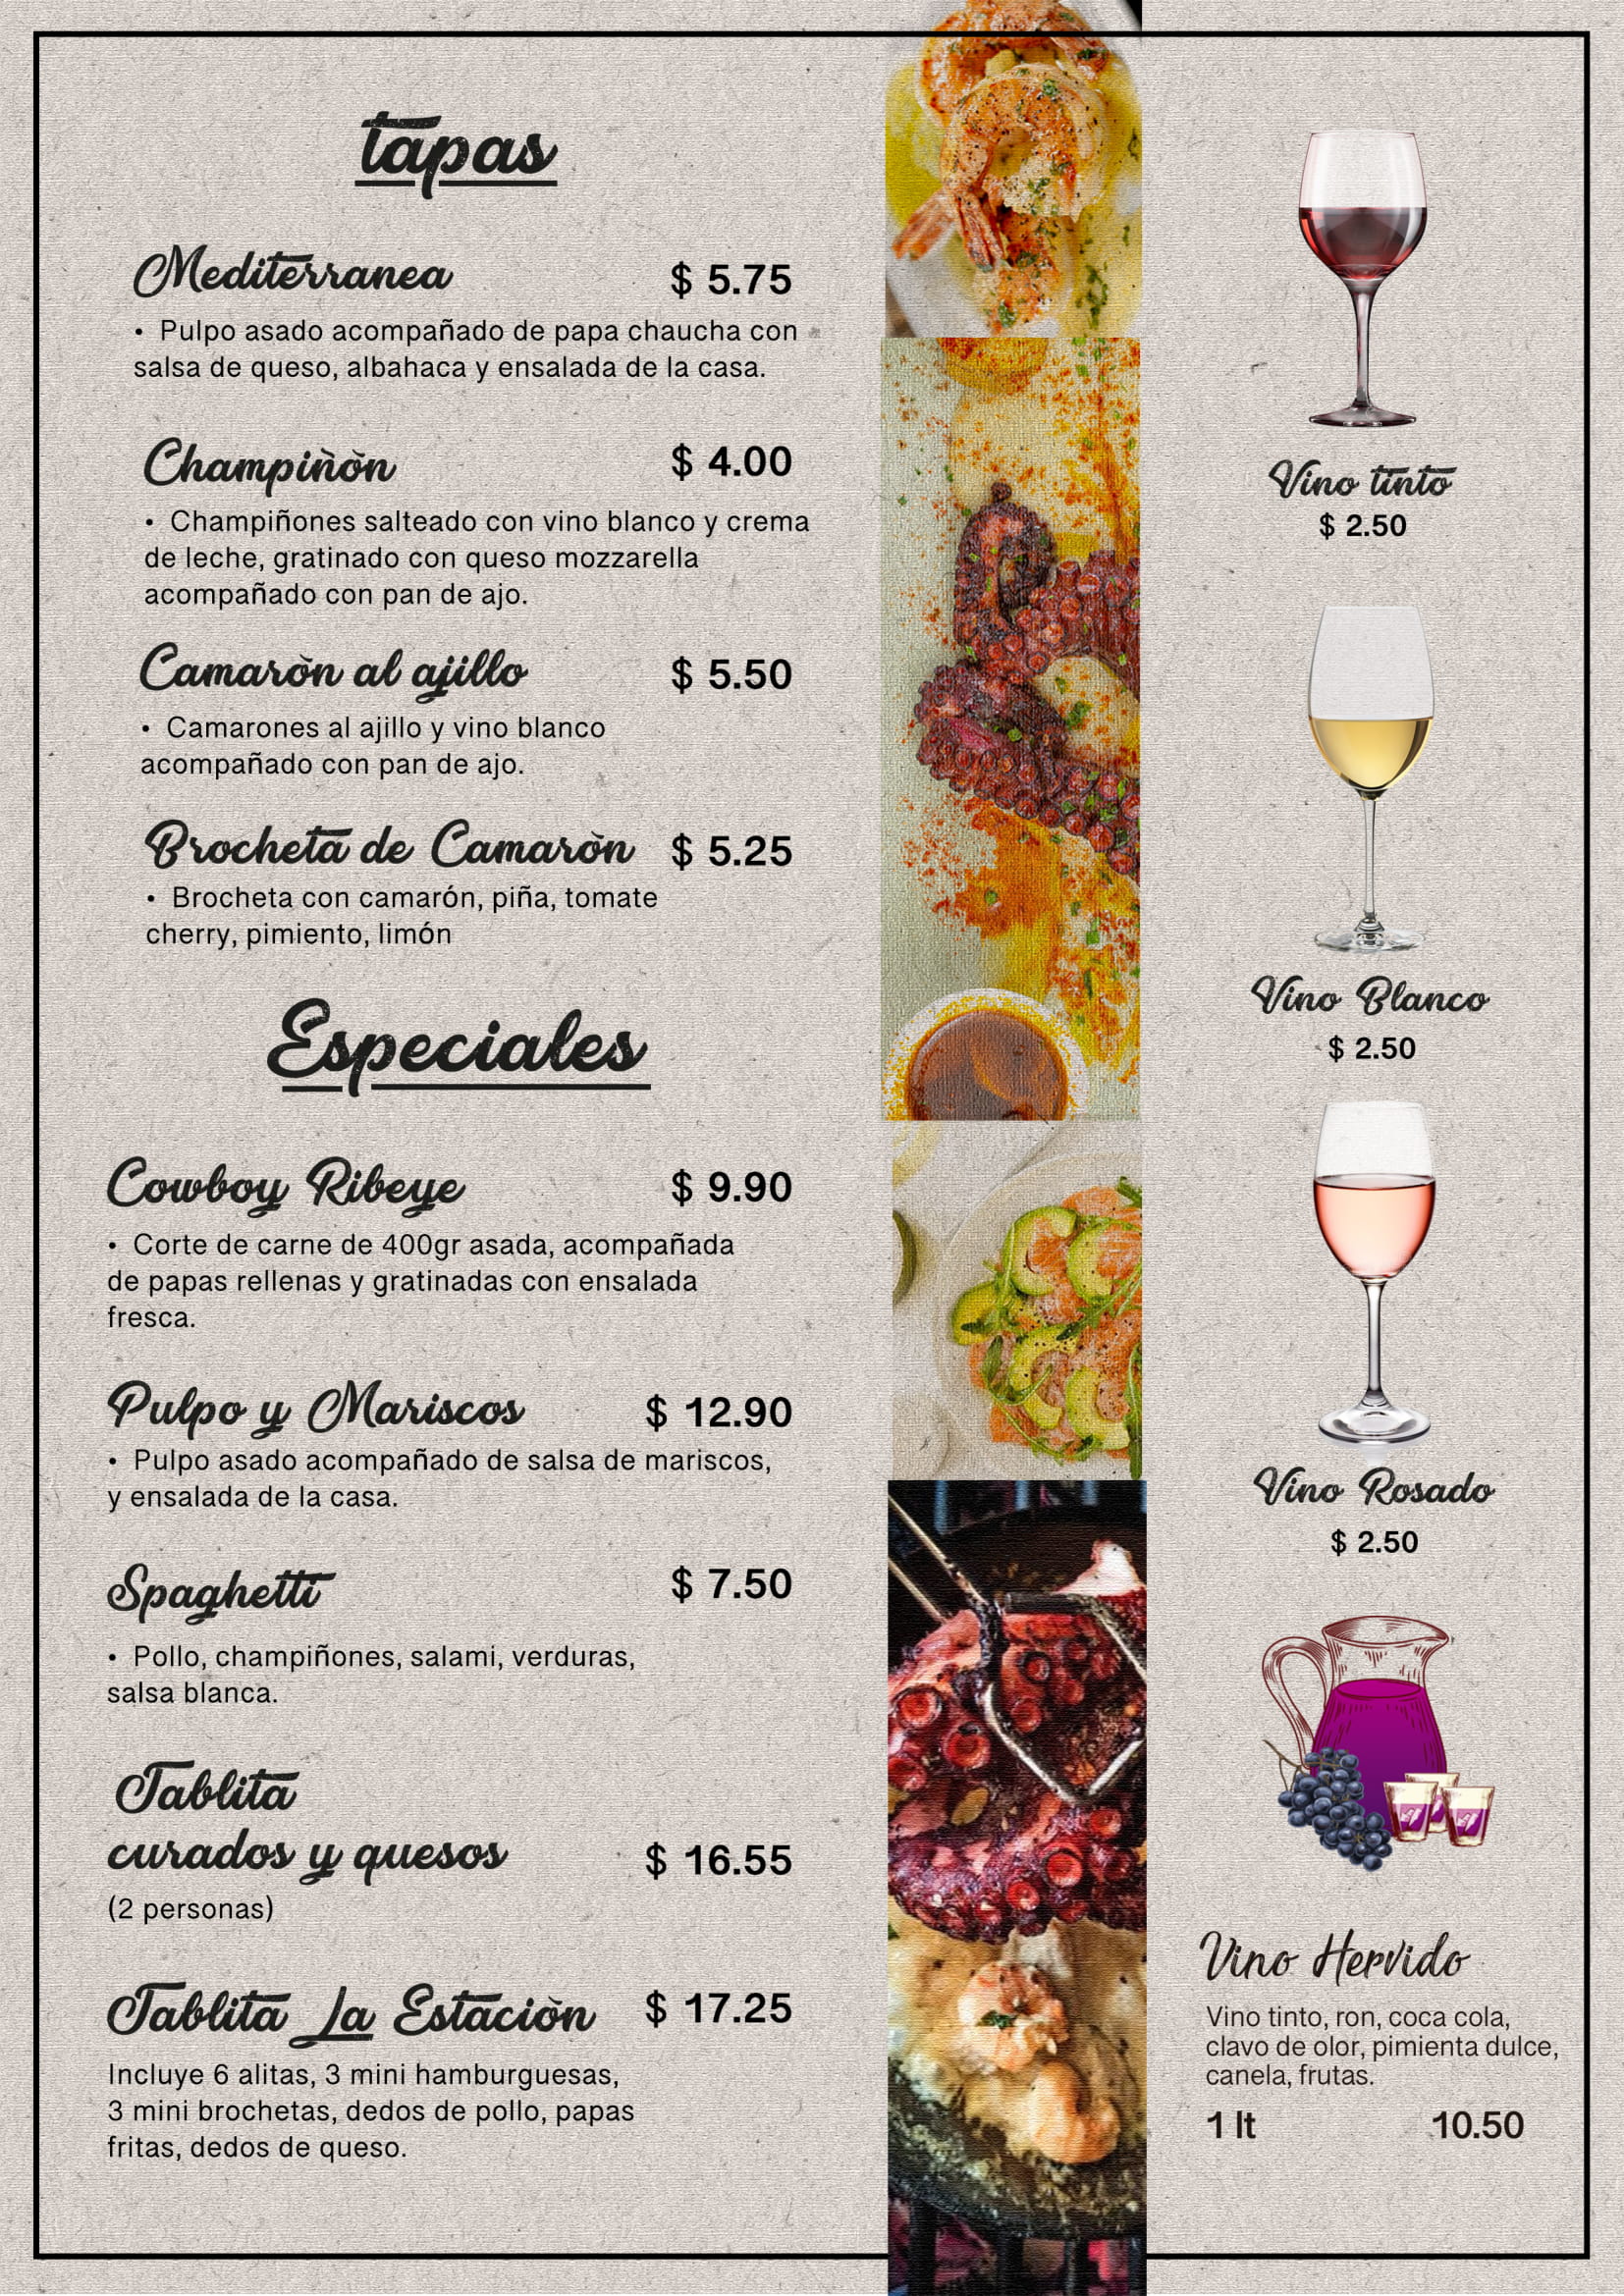 tapas
Mediterranea $ 5.75
• Pulpo asado acompañado de papa chaucha con
salsa de queso, albahaca y ensalada de la casa.
Champiñòn $ 4.00
• Champiñones salteado con vino blanco y crema
de leche, gratinado con queso mozzarella
acompañado con pan de ajo.
Camaròn al ajillo $ 5.50
• Camarones al ajillo y vino blanco
acompañado con pan de ajo.
Brocheta de Camaròn $ 5.25
• Brocheta con camarón, piña, tomate
cherry, pimiento, limón
Especiales
Cowboy Ribeye $ 9.90
• Corte de carne de 400gr asada, acompañada
de papas rellenas y gratinadas con ensalada
fresca.
Pulpo y Mariscos $ 12.90
• Pulpo asado acompañado de salsa de mariscos,
y ensalada de la casa.
Spaghetti $ 7.50
• Pollo, champiñones, salami, verduras,
salsa blanca.
Tablita
curados y quesos $ 16.55
(2 personas)
Tablita La Estaciòn $ 17.25
Incluye 6 alitas, 3 mini hamburguesas,
3 mini brochetas, dedos de pollo, papas
fritas, dedos de queso.
Vino tinto
$ 2.50
Vino Blanco
$ 2.50
Vino Rosado
$ 2.50
Vino Hervido
Vino tinto, ron, coca cola,
clavo de olor, pimienta dulce,
canela, frutas.
1 lt 10.50